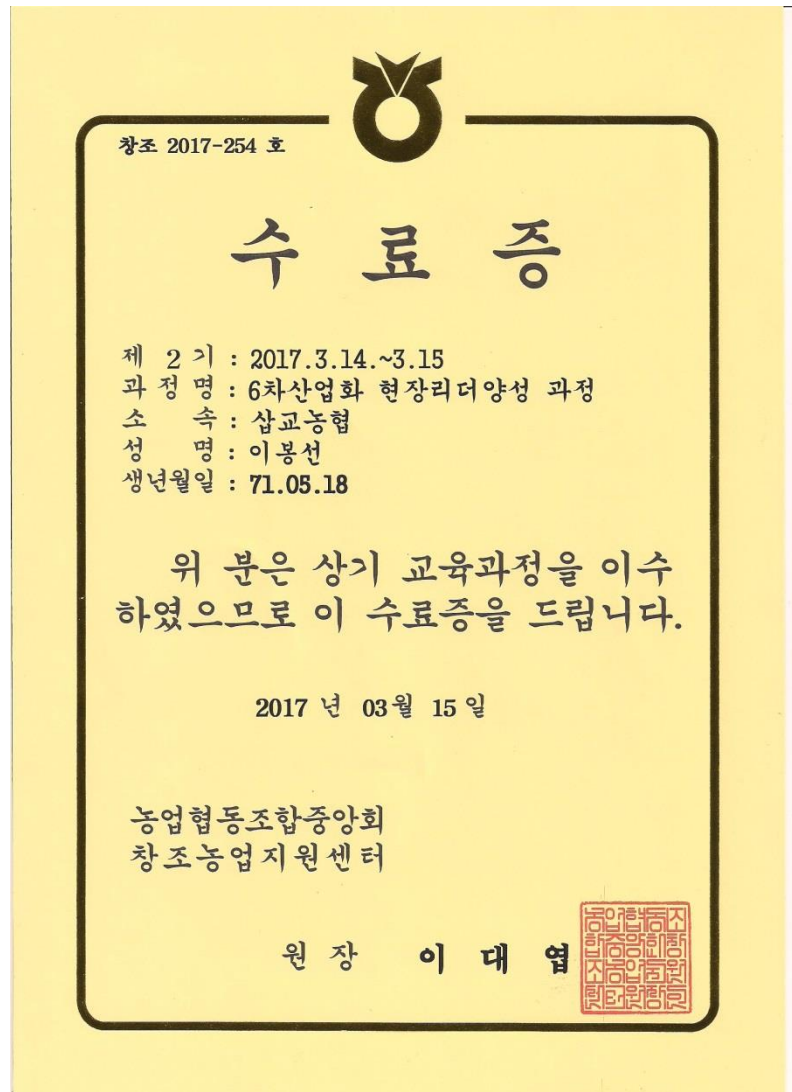 창조 2017-254 호
수 료 증
제 2 기 : 2017.3.14.~3.15
과 정 명 : 6차산업화 현장리더양성 과정
소 속 : 삽교농협
성 명 : 이봉선
생년월일 : 71.05.18
위 분은 상기 교육과정을 이수
하였으므로 이 수료증을 드립니다.
2017 년 03월 15 일
농업협동조합중앙회
창조농업지원센터
원 장 이 대 엽